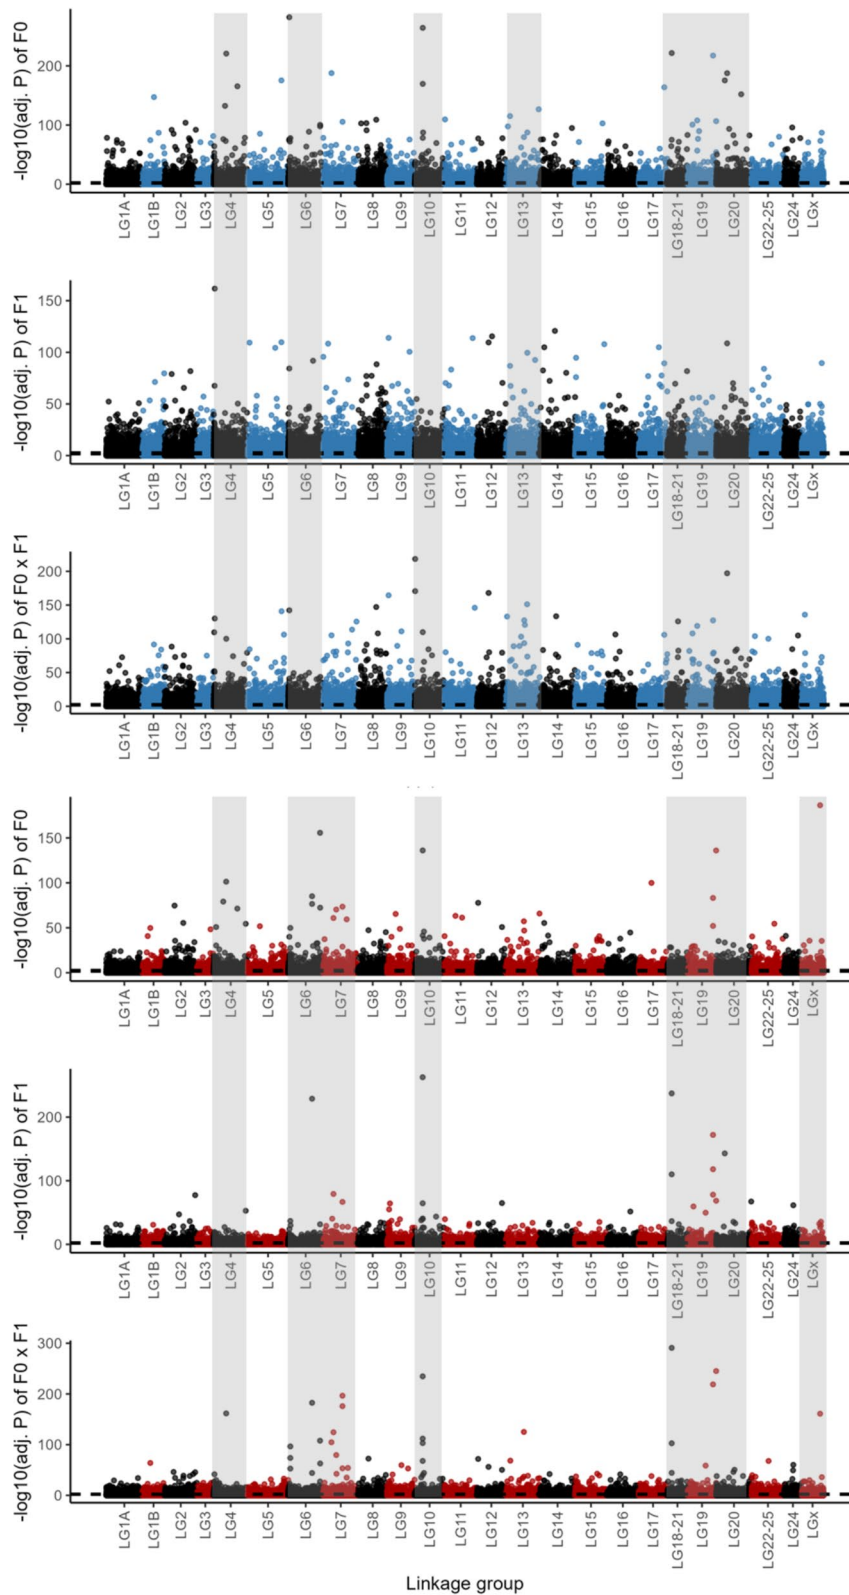 -log10(adj. P) of F0
200
100
0
LG1A LG1B LG2 LG3 LG4 LG5 LG6 LG7 LG8 LG9 LG10 LG11 LG12 LG13 LG14 LG15 LG16 LG17 LG18-21 LG19 LG20 LG22-25 LG24 LGx
-log10(adj. P) of F1
150
100
50
0
LG1A LG1B LG2 LG3 LG4 LG5 LG6 LG7 LG8 LG9 LG10 LG11 LG12 LG13 LG14 LG15 LG16 LG17 LG18-21 LG19 LG20 LG22-25 LG24 LGx
-log10(adj. P) of F0 x F1
200
150
100
50
0
LG1A LG1B LG2 LG3 LG4 LG5 LG6 LG7 LG8 LG9 LG10 LG11 LG12 LG13 LG14 LG15 LG16 LG17 LG18-21 LG19 LG20 LG22-25 LG24 LGx
-log10(adj. P) of F0
150
100
50
0
LG1A LG1B LG2 LG3 LG4 LG5 LG6 LG7 LG8 LG9 LG10 LG11 LG12 LG13 LG14 LG15 LG16 LG17 LG18-21 LG19 LG20 LG22-25 LG24 LGx
-log10(adj. P) of F1
200
100
0
LG1A LG1B LG2 LG3 LG4 LG5 LG6 LG7 LG8 LG9 LG10 LG11 LG12 LG13 LG14 LG15 LG16 LG17 LG18-21 LG19 LG20 LG22-25 LG24 LGx
-log10(adj. P) of F0 x F1
300
200
100
0
LG1A LG1B LG2 LG3 LG4 LG5 LG6 LG7 LG8 LG9 LG10 LG11 LG12 LG13 LG14 LG15 LG16 LG17 LG18-21 LG19 LG20 LG22-25 LG24 LGx
Linkage group